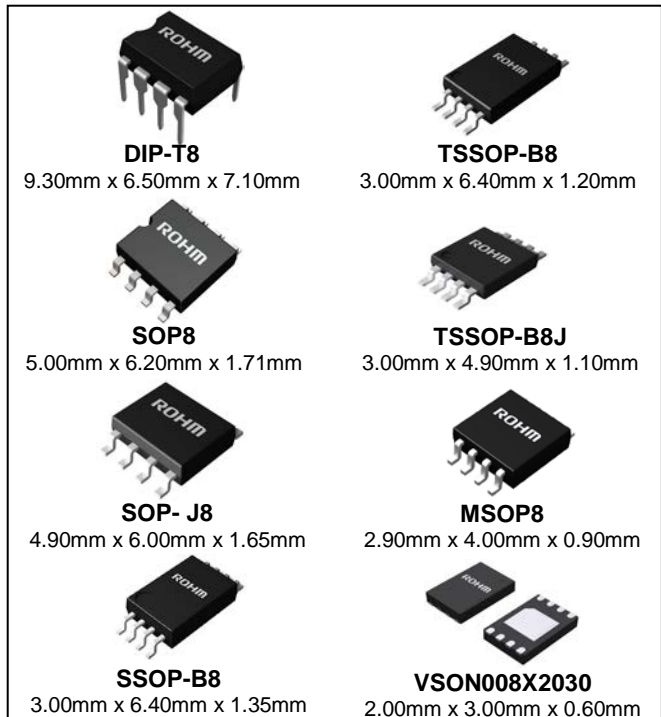 ROHM
DIP-T8
9.30mm x 6.50mm x 7.10mm
ROHM
TSSOP-B8
3.00mm x 6.40mm x 1.20mm
ROHM
SOP8
5.00mm x 6.20mm x 1.71mm
ROHM
TSSOP-B8J
3.00mm x 4.90mm x 1.10mm
ROHM
SOP- J8
4.90mm x 6.00mm x 1.65mm
ROHM
MSOP8
2.90mm x 4.00mm x 0.90mm
ROHM
SSOP-B8
3.00mm x 6.40mm x 1.35mm
ROHM
VSON008X2030
2.00mm x 3.00mm x 0.60mm